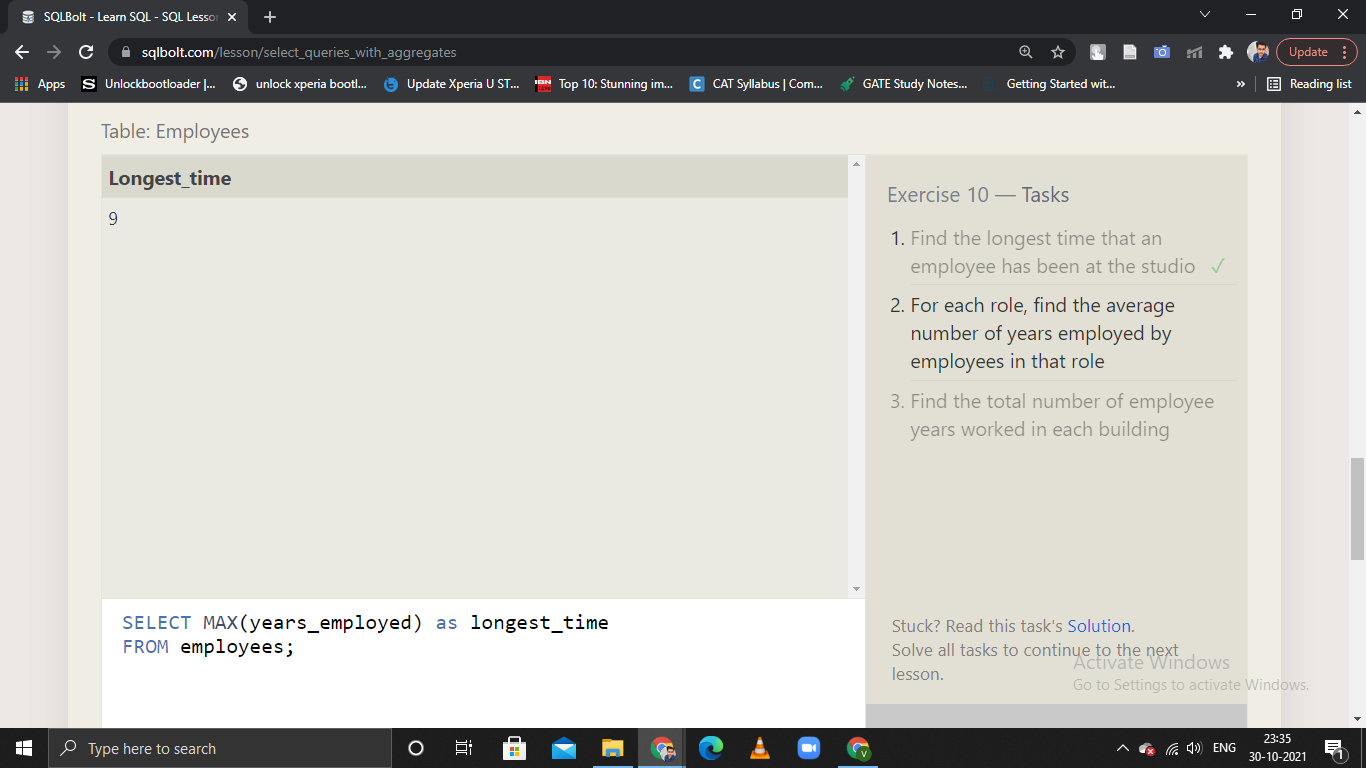 SQLBolt - Learn SQL - SQL Lesson
sqlbolt.com/lesson/select_queries_with_aggregates
Update
Apps
Unlockbootloader |...
unlock xperia bootl...
Update Xperia U ST...
Top 10: Stunning im...
CAT Syllabus | Com...
GATE Study Notes...
Getting Started wit...
»
Reading list
Table: Employees
Longest_time
9
Exercise 10 — Tasks
1. Find the longest time that an
employee has been at the studio ✓
2. For each role, find the average
number of years employed by
employees in that role
3. Find the total number of employee
years worked in each building
SELECT MAX(years_employed) as longest_time
FROM employees;
Stuck? Read this task's Solution.
Solve all tasks to continue to the next
lesson.
Activate Windows
Go to Settings to activate Windows.
Type here to search
ENG
23:35
30-10-2021
1